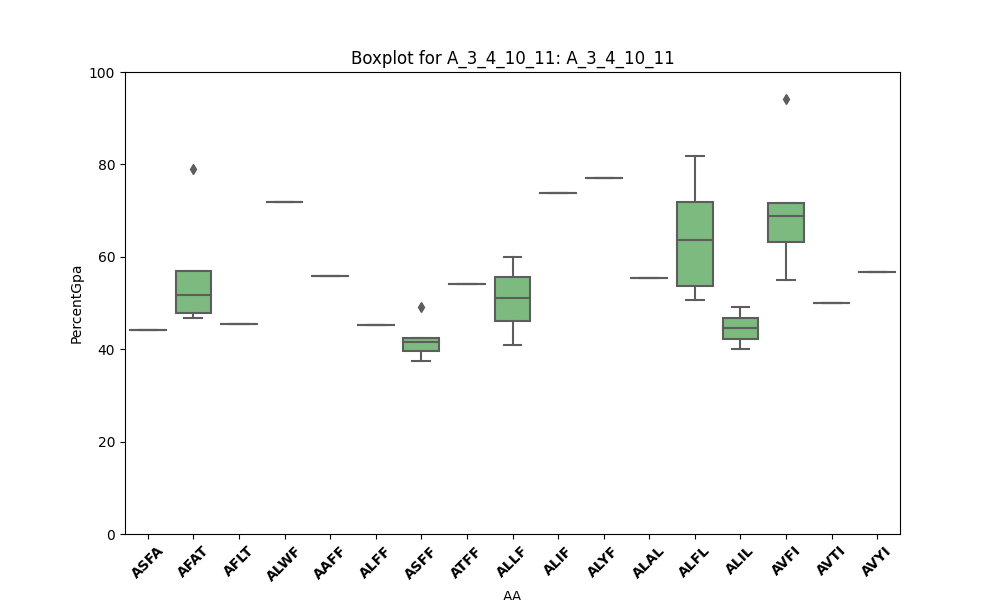 Boxplot for A_3_4_10_11: A_3_4_10_11
100
80
60
40
20
0
PercentGpa
ASFA
AFAT
AFLT
ALWF
AAFF
ALFF
ASFF
ATFF
ALLF
ALIF
ALYF
ALAL
ALFL
ALIL
AVFI
AVTI
AVYI
AA